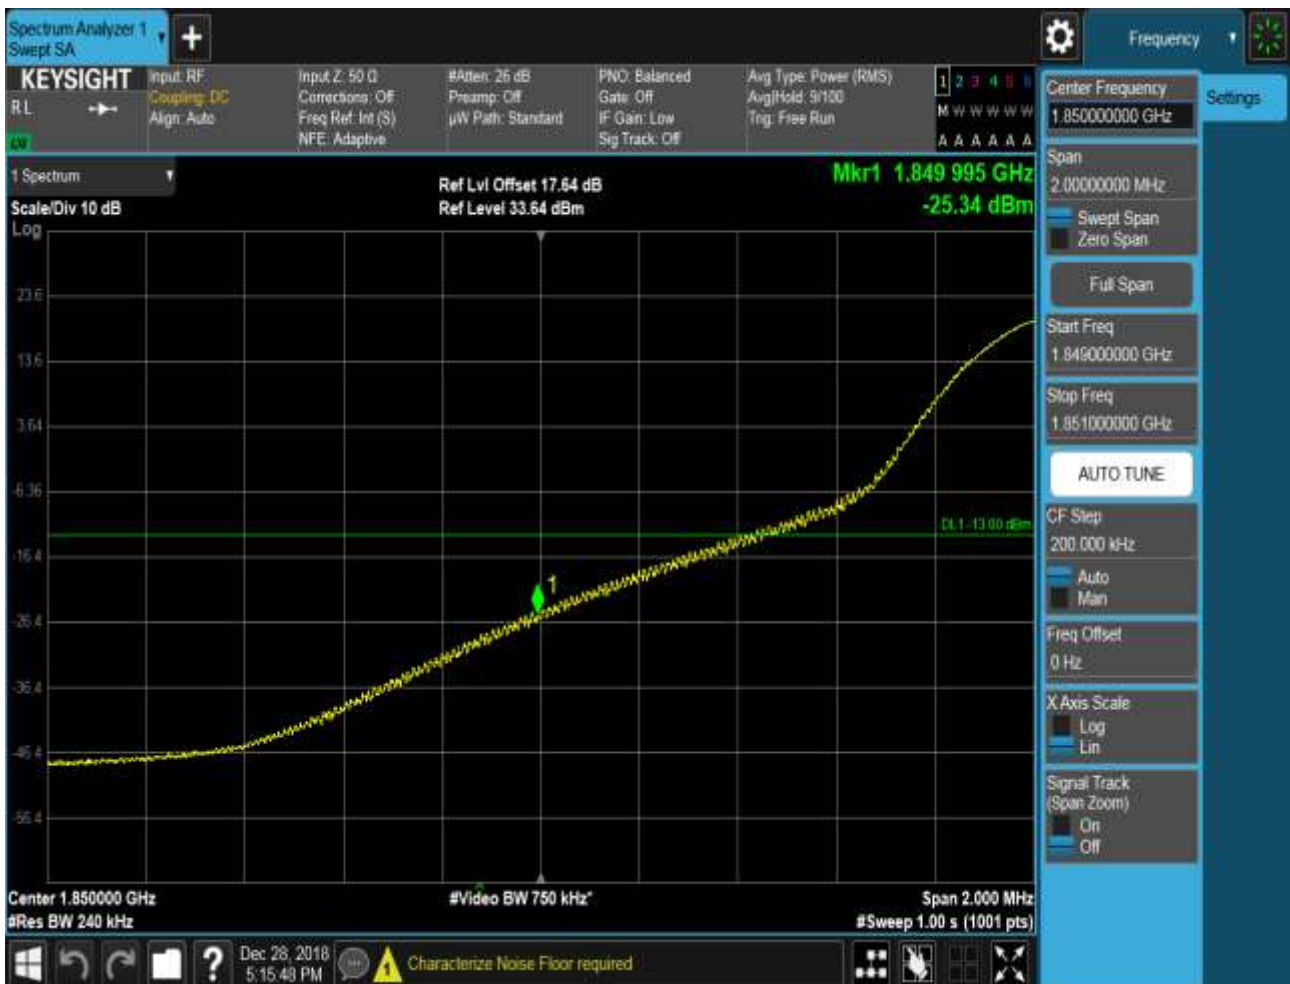 Spectrum Analyzer 1
Swept SA
+
Frequency
KEYSIGHT
Input: RF
Coupling: DC
Align: Auto
Input Z: 50 Ω
Corrections: Off
Freq Ref: Int (S)
NFE: Adaptive
#Atten: 26 dB
Preamp: Off
µW Path: Standard
PNO: Balanced
Gate: Off
IF Gain: Low
Sig Track: Off
Avg Type: Power (RMS)
Avg|Hold: 9/100
Trig: Free Run
1 2 3 4 5 6
M W W W W W
A A A A A A
R L
1 Spectrum
Scale/Div 10 dB
Log
Ref Lvl Offset 17.64 dB
Ref Level 33.64 dBm
Mkr1 1.849 995 GHz
-25.34 dBm
23.6
13.6
3.64
-6.36
-16.4
-26.4
-36.4
-46.4
-56.4
DL1 -13.00 dBm
1
Center 1.850000 GHz
#Video BW 750 kHz*
Span 2.000 MHz
#Res BW 240 kHz
#Sweep 1.00 s (1001 pts)
Center Frequency
1.850000000 GHz
Settings
Span
2.00000000 MHz
Swept Span
Zero Span
Full Span
Start Freq
1.849000000 GHz
Stop Freq
1.851000000 GHz
AUTO TUNE
CF Step
200.000 kHz
Auto
Man
Freq Offset
0 Hz
X Axis Scale
Log
Lin
Signal Track
(Span Zoom)
On
Off
?
Dec 28, 2018
5:15:48 PM
1
Characterize Noise Floor required